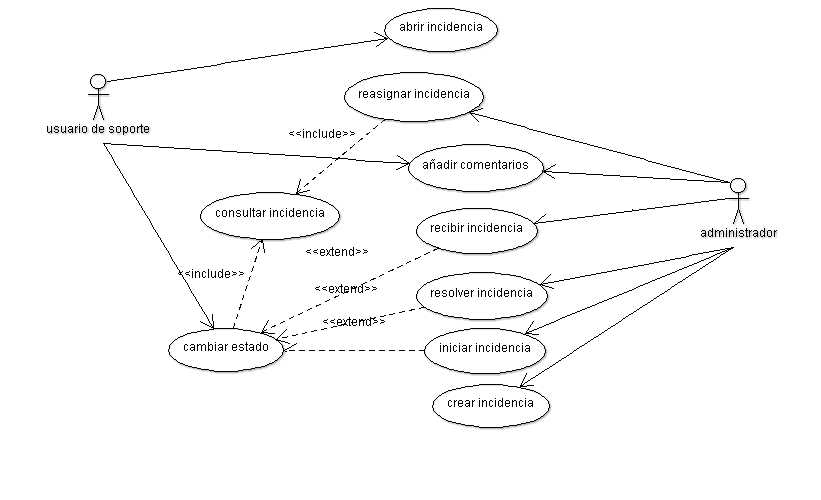 abrir incidencia
reasignar incidencia
usuario de soporte
<<include>>
añadir comentarios
consultar incidencia
recibir incidencia
administrador
<<extend>>
<<include>>
<<extend>>
resolver incidencia
<<extend>>
cambiar estado
iniciar incidencia
crear incidencia